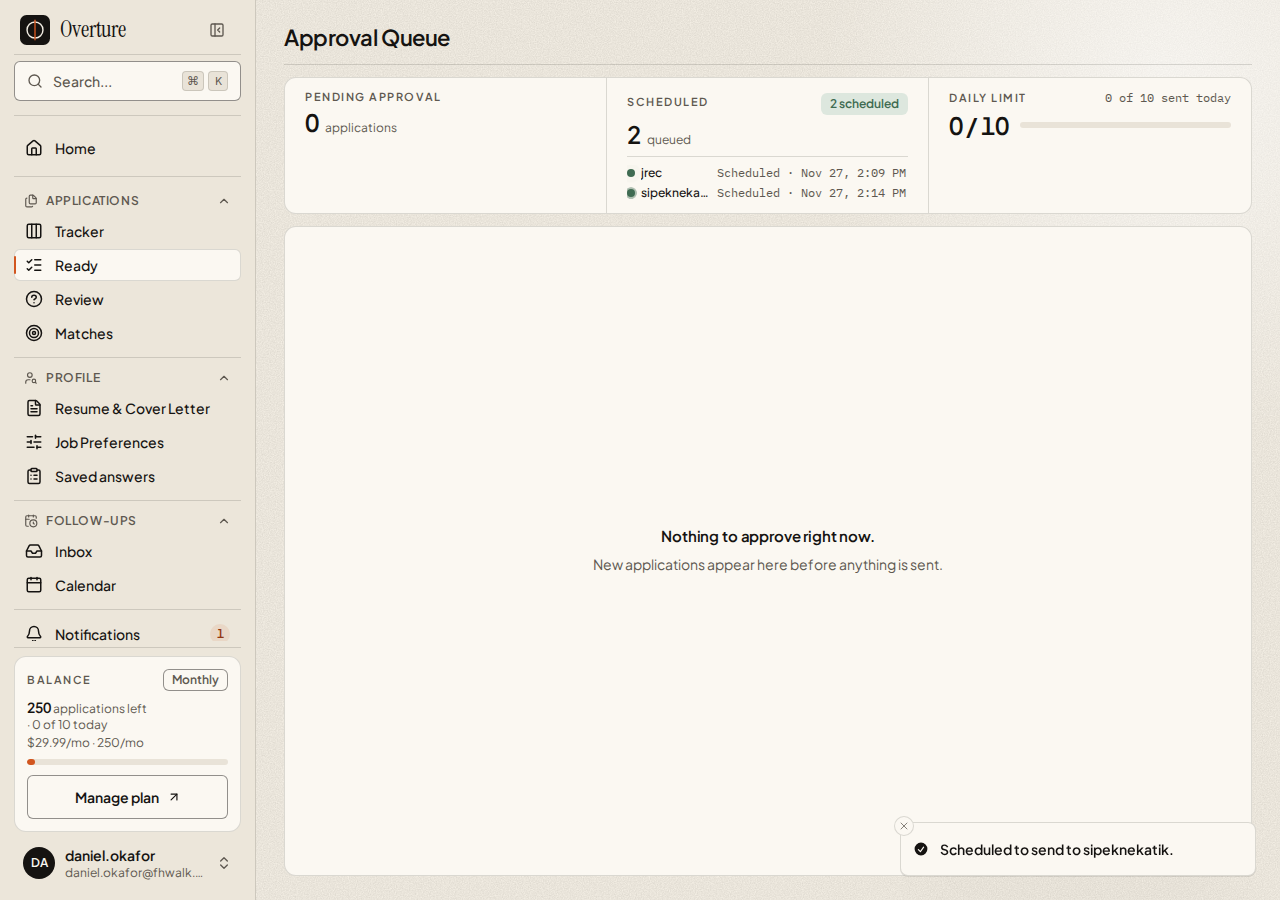 Overture
Search...
⌘ K
Home
APPLICATIONS
Tracker
Ready
Review
Matches
PROFILE
Resume & Cover Letter
Job Preferences
Saved answers
FOLLOW-UPS
Inbox
Calendar
Notifications 1
BALANCE Monthly
250 applications left
· 0 of 10 today
$29.99/mo · 250/mo
Manage plan
DA daniel.okafor
daniel.okafor@fhwalk....
Approval Queue
PENDING APPROVAL
0 applications
SCHEDULED 2 scheduled
2 queued
jrec Scheduled · Nov 27, 2:09 PM
sipekneka... Scheduled · Nov 27, 2:14 PM
DAILY LIMIT 0 of 10 sent today
0/10
Nothing to approve right now.
New applications appear here before anything is sent.
Scheduled to send to sipeknekatik.